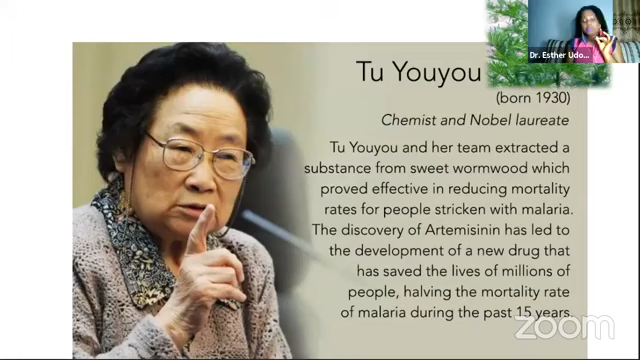 Dr. Esther Udo...
Tu Youyou
(born 1930)
Chemist and Nobel laureate
Tu Youyou and her team extracted a
substance from sweet wormwood which
proved effective in reducing mortality
rates for people stricken with malaria.
The discovery of Artemisinin has led to
the development of a new drug that
has saved the lives of millions of
people, halving the mortality rate
of malaria during the past 15 years.
zoom